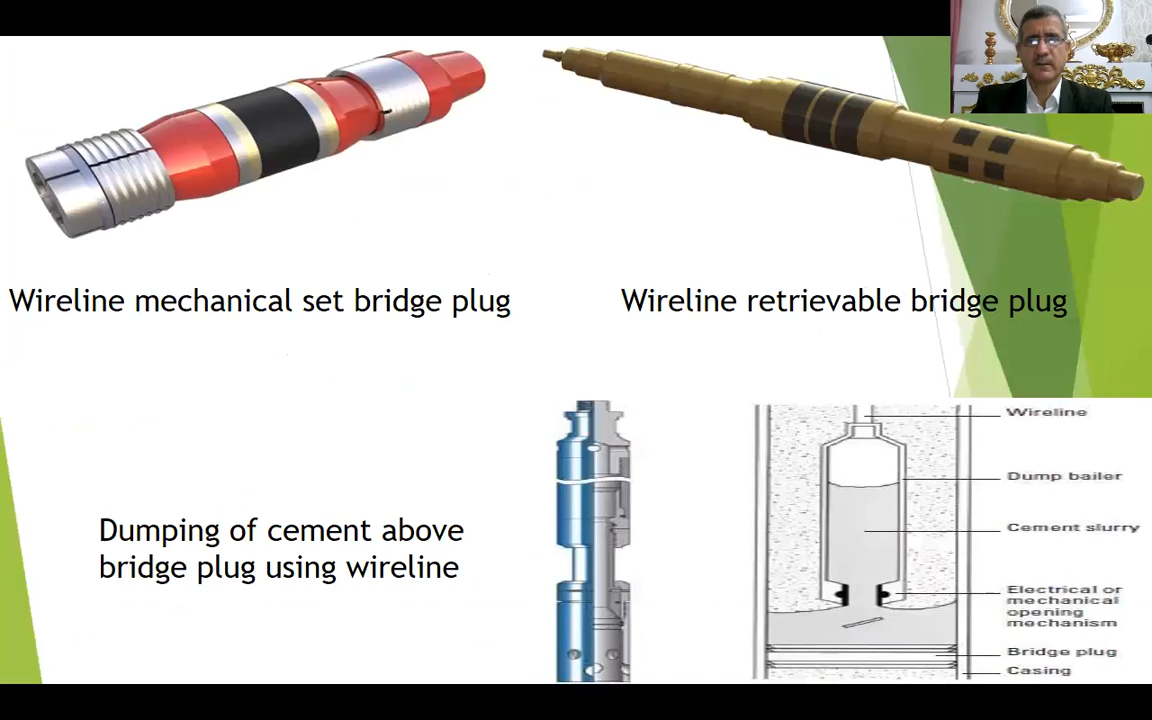 Wireline mechanical set bridge plug
Wireline retrievable bridge plug
Dumping of cement above
bridge plug using wireline
Wireline
Dump bailer
Cement slurry
Electrical or
mechanical
opening
mechanism
Bridge plug
Casing